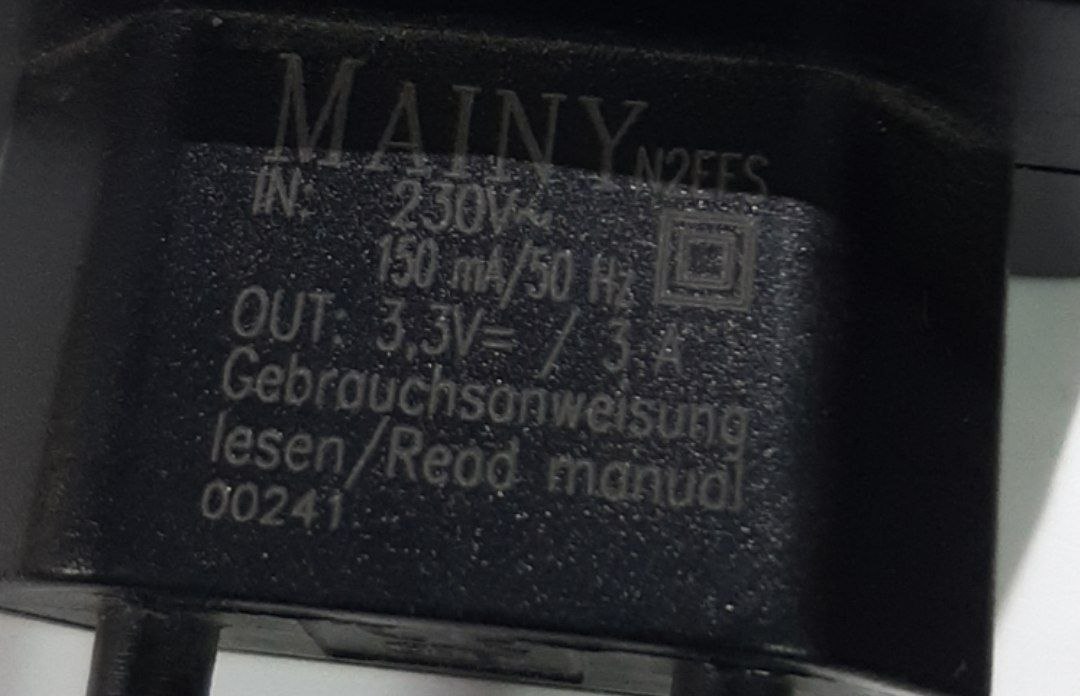 MAINY N2EFS
IN: 230V~
150 mA/50 Hz
OUT: 3,3V= / 3 A
Gebrauchsanweisung
lesen/Read manual
00241